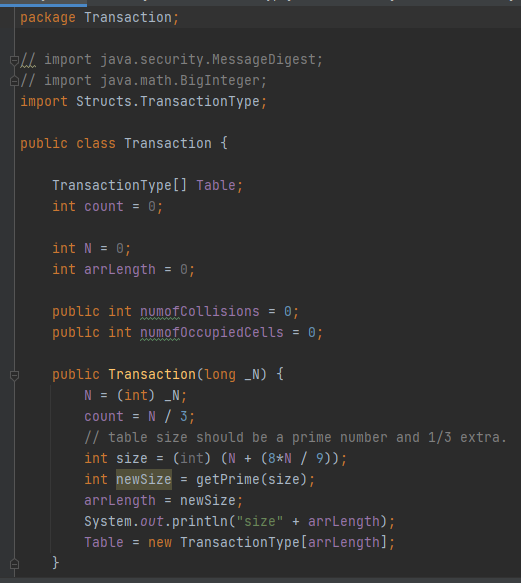 package Transaction;
// import java.security.MessageDigest;
// import java.math.BigInteger;
import Structs.TransactionType;
public class Transaction {
    TransactionType[] Table;
    int count = 0;
    int N = 0;
    int arrLength = 0;
    public int numofCollisions = 0;
    public int numofOccupiedCells = 0;
    public Transaction(long _N) {
        N = (int) _N;
        count = N / 3;
        // table size should be a prime number and 1/3 extra.
        int size = (int) (N + (8*N / 9));
        int newSize = getPrime(size);
        arrLength = newSize;
        System.out.println("size" + arrLength);
        Table = new TransactionType[arrLength];
    }